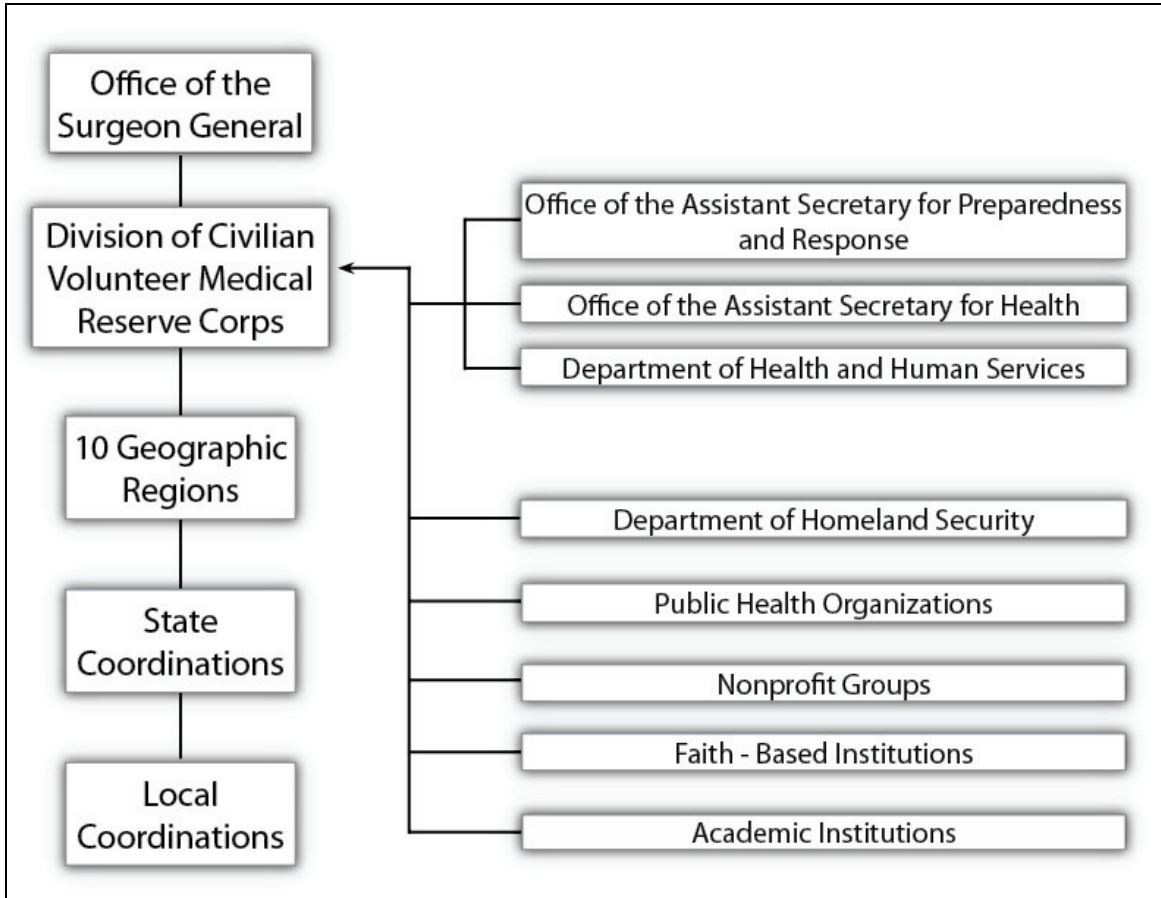 Office of the
Surgeon General
Division of Civilian
Volunteer Medical
Reserve Corps
10 Geographic
Regions
State
Coordinations
Local
Coordinations
Office of the Assistant Secretary for Preparedness
and Response
Office of the Assistant Secretary for Health
Department of Health and Human Services
Department of Homeland Security
Public Health Organizations
Nonprofit Groups
Faith - Based Institutions
Academic Institutions